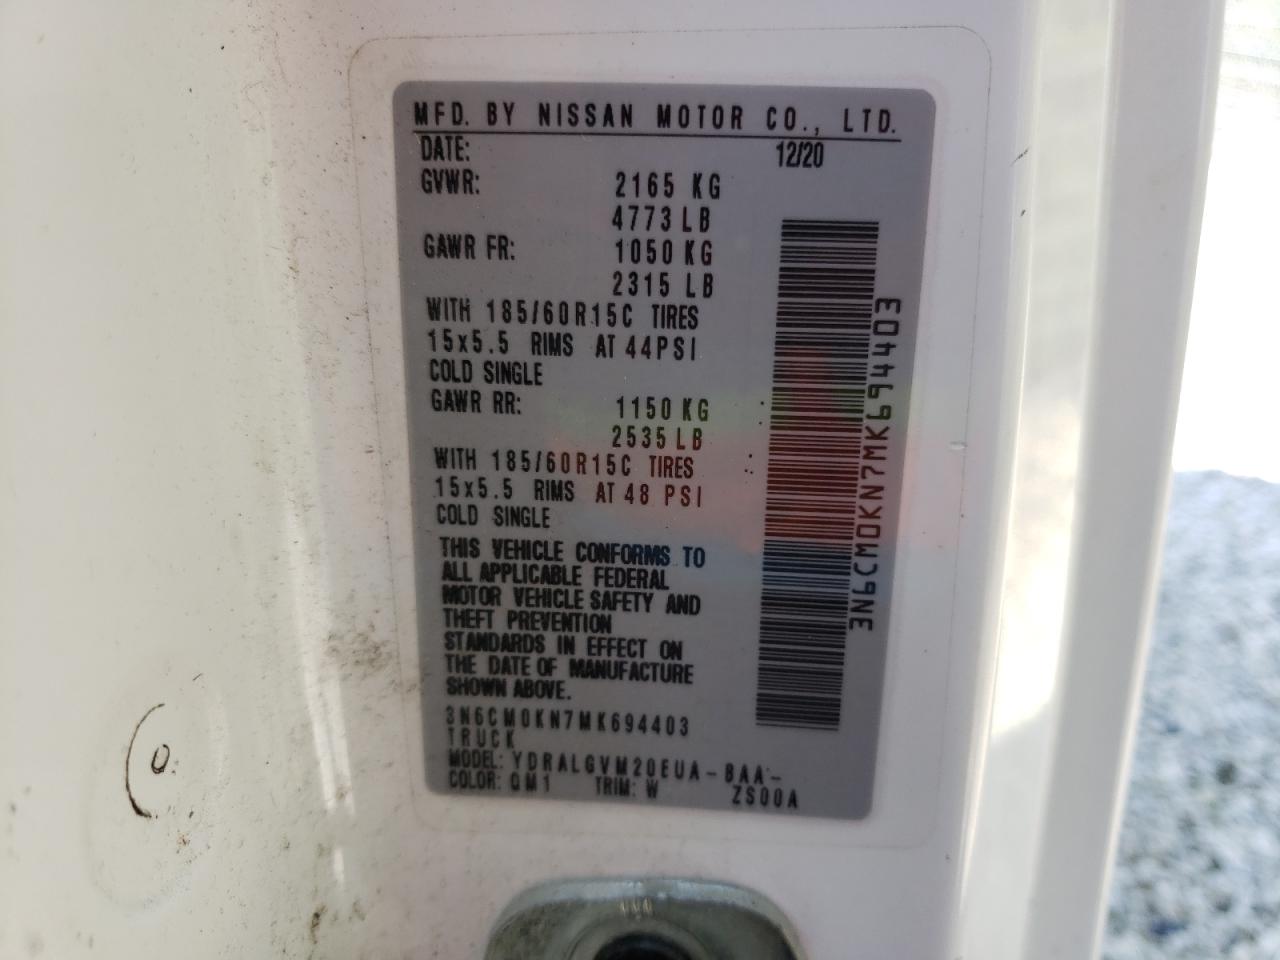 MFD. BY NISSAN MOTOR CO., LTD.
DATE: 12/20
GVWR: 2165 KG
4773 LB
GAWR FR: 1050 KG
2315 LB
WITH 185/60R15C TIRES
15x5.5 RIMS AT 44PSI
COLD SINGLE
GAWR RR: 1150 KG
2535 LB
WITH 185/60R15C TIRES
15x5.5 RIMS AT 48 PSI
COLD SINGLE
THIS VEHICLE CONFORMS TO
ALL APPLICABLE FEDERAL
MOTOR VEHICLE SAFETY AND
THEFT PREVENTION
STANDARDS IN EFFECT ON
THE DATE OF MANUFACTURE
SHOWN ABOVE.
3N6CM0KN7MK694403
TRUCK
MODEL: YDRALGVM20EUA-BAA-
COLOR: QM1 TRIM: W ZS00A
3N6CM0KN7MK694403